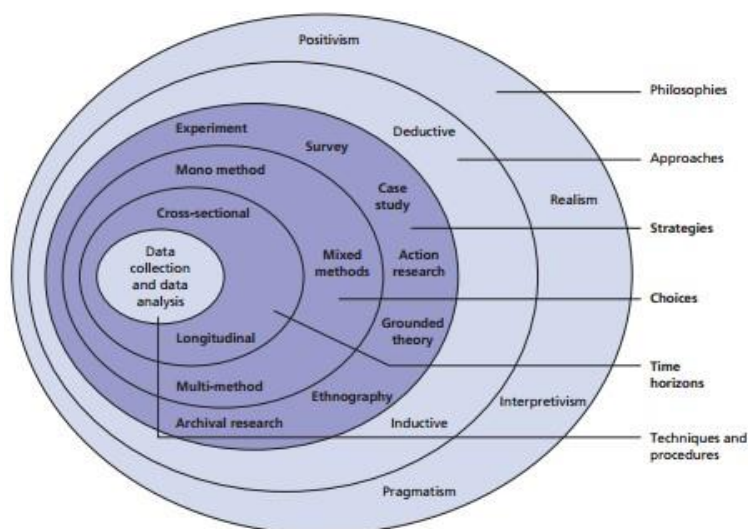 Positivism
Philosophies
Experiment
Deductive
Survey
Mono method
Approaches
Case
study
Realism
Cross-sectional
Strategies
Data
collection
and data
analysis
Mixed
methods
Action
research
Choices
Grounded
theory
Longitudinal
Time
horizons
Multi-method
Ethnography
Interpretivism
Archival research
Inductive
Techniques and
procedures
Pragmatism